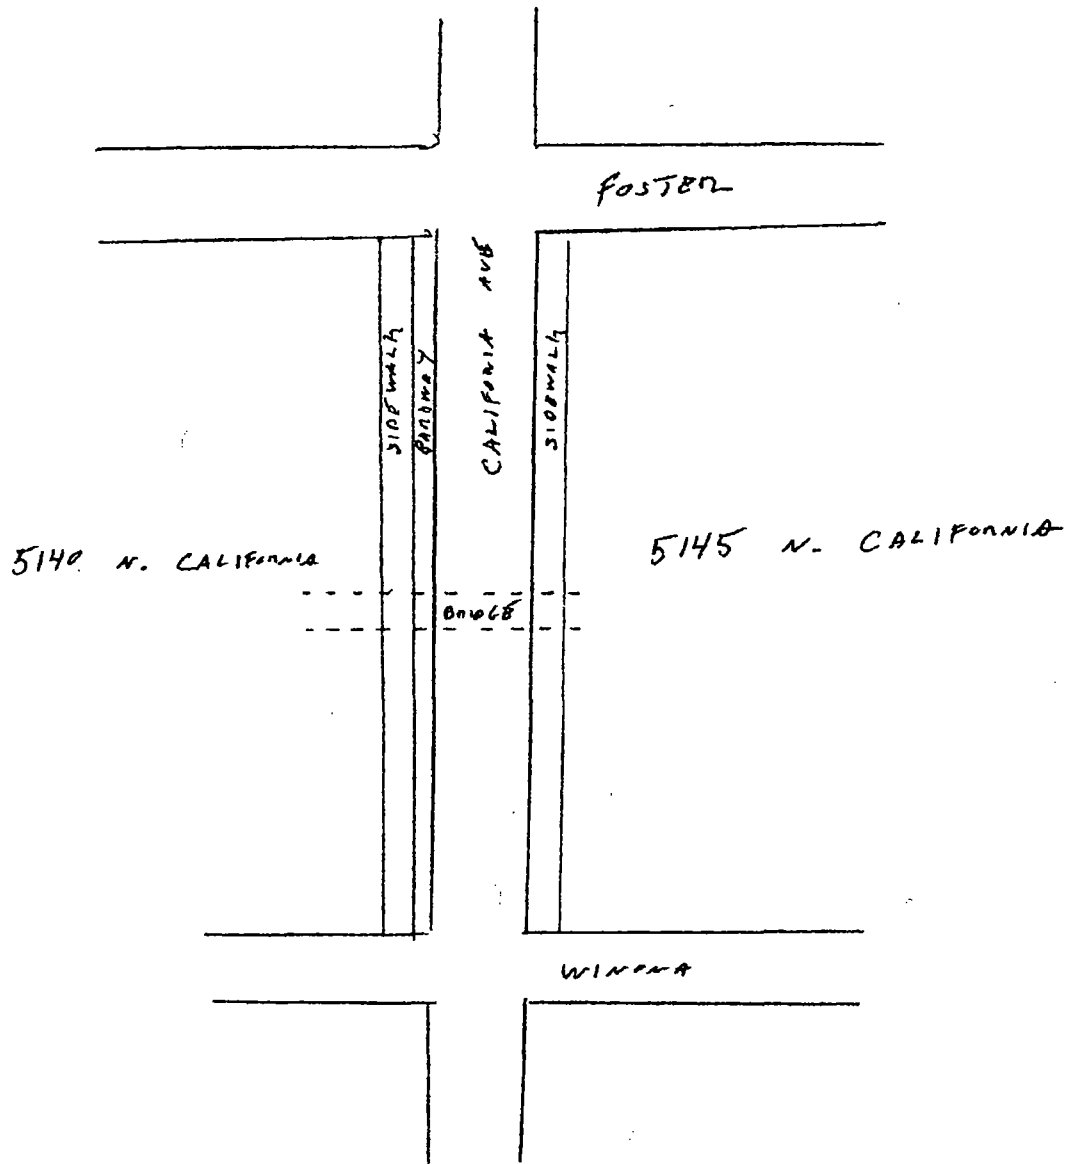 FOSTER
CALIFORNIA AVE
SIDEWALK
PARKWAY
SIDEWALK
5140 N. CALIFORNIA
5145 N. CALIFORNIA
BRIDGE
WINONA